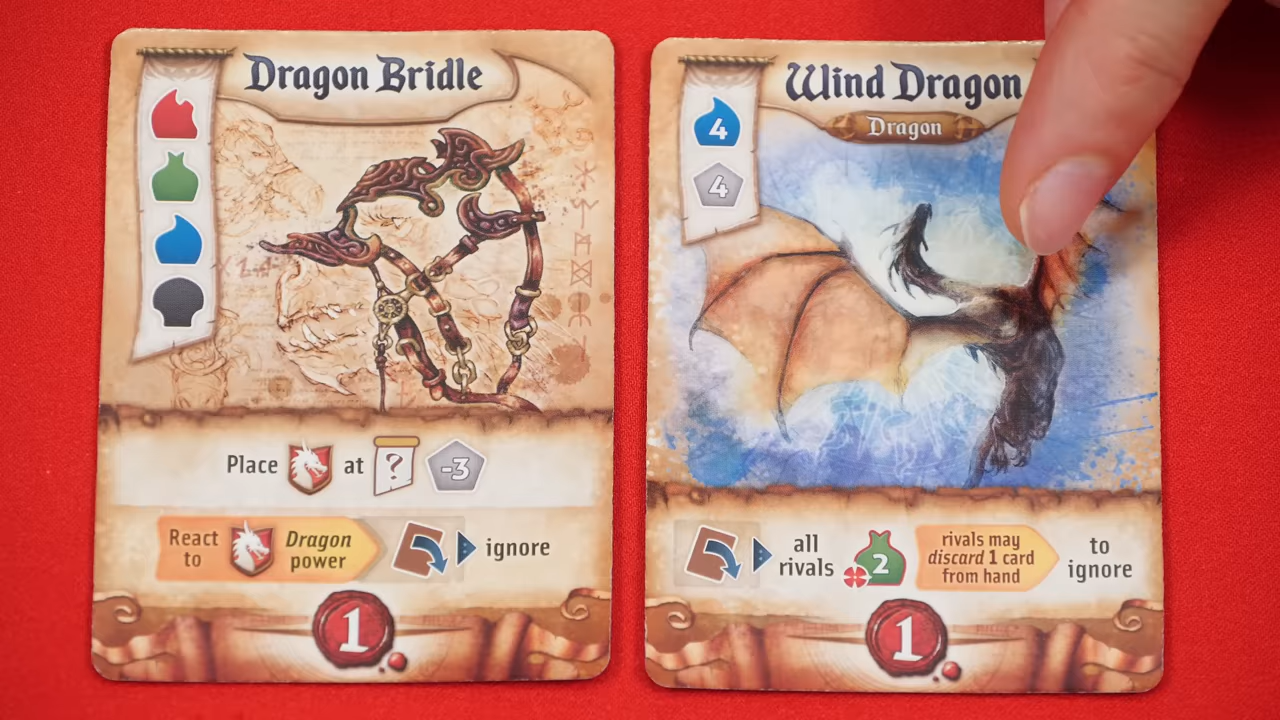 Dragon Bridle
Place at ? -3
React
to
Dragon
power
ignore
1
Wind Dragon
Dragon
4
4
all
rivals
2
rivals may
discard 1 card
from hand
to
ignore
1